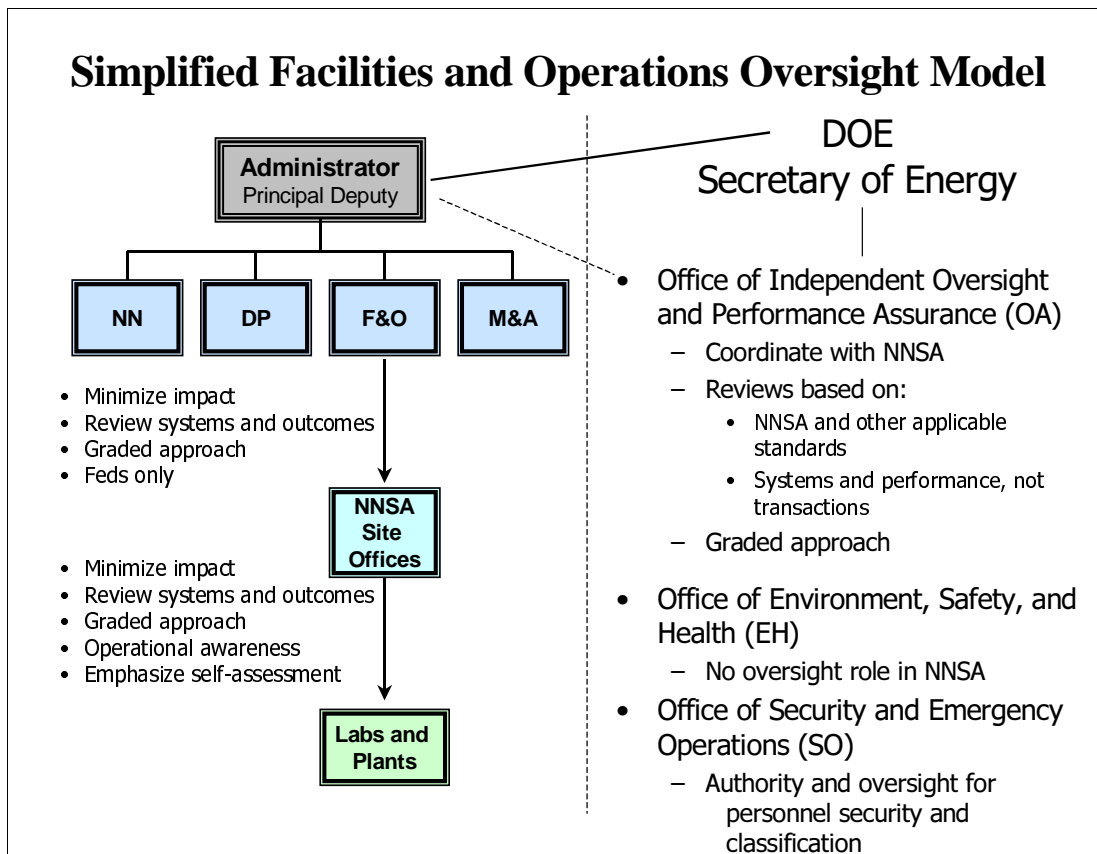 Simplified Facilities and Operations Oversight Model
Administrator
Principal Deputy
NN
DP
F&O
M&A
• Minimize impact
• Review systems and outcomes
• Graded approach
• Feds only
NNSA
Site
Offices
• Minimize impact
• Review systems and outcomes
• Graded approach
• Operational awareness
• Emphasize self-assessment
Labs and
Plants
DOE
Secretary of Energy
• Office of Independent Oversight
and Performance Assurance (OA)
– Coordinate with NNSA
– Reviews based on:
• NNSA and other applicable
standards
• Systems and performance, not
transactions
– Graded approach
• Office of Environment, Safety, and
Health (EH)
– No oversight role in NNSA
• Office of Security and Emergency
Operations (SO)
– Authority and oversight for
personnel security and
classification